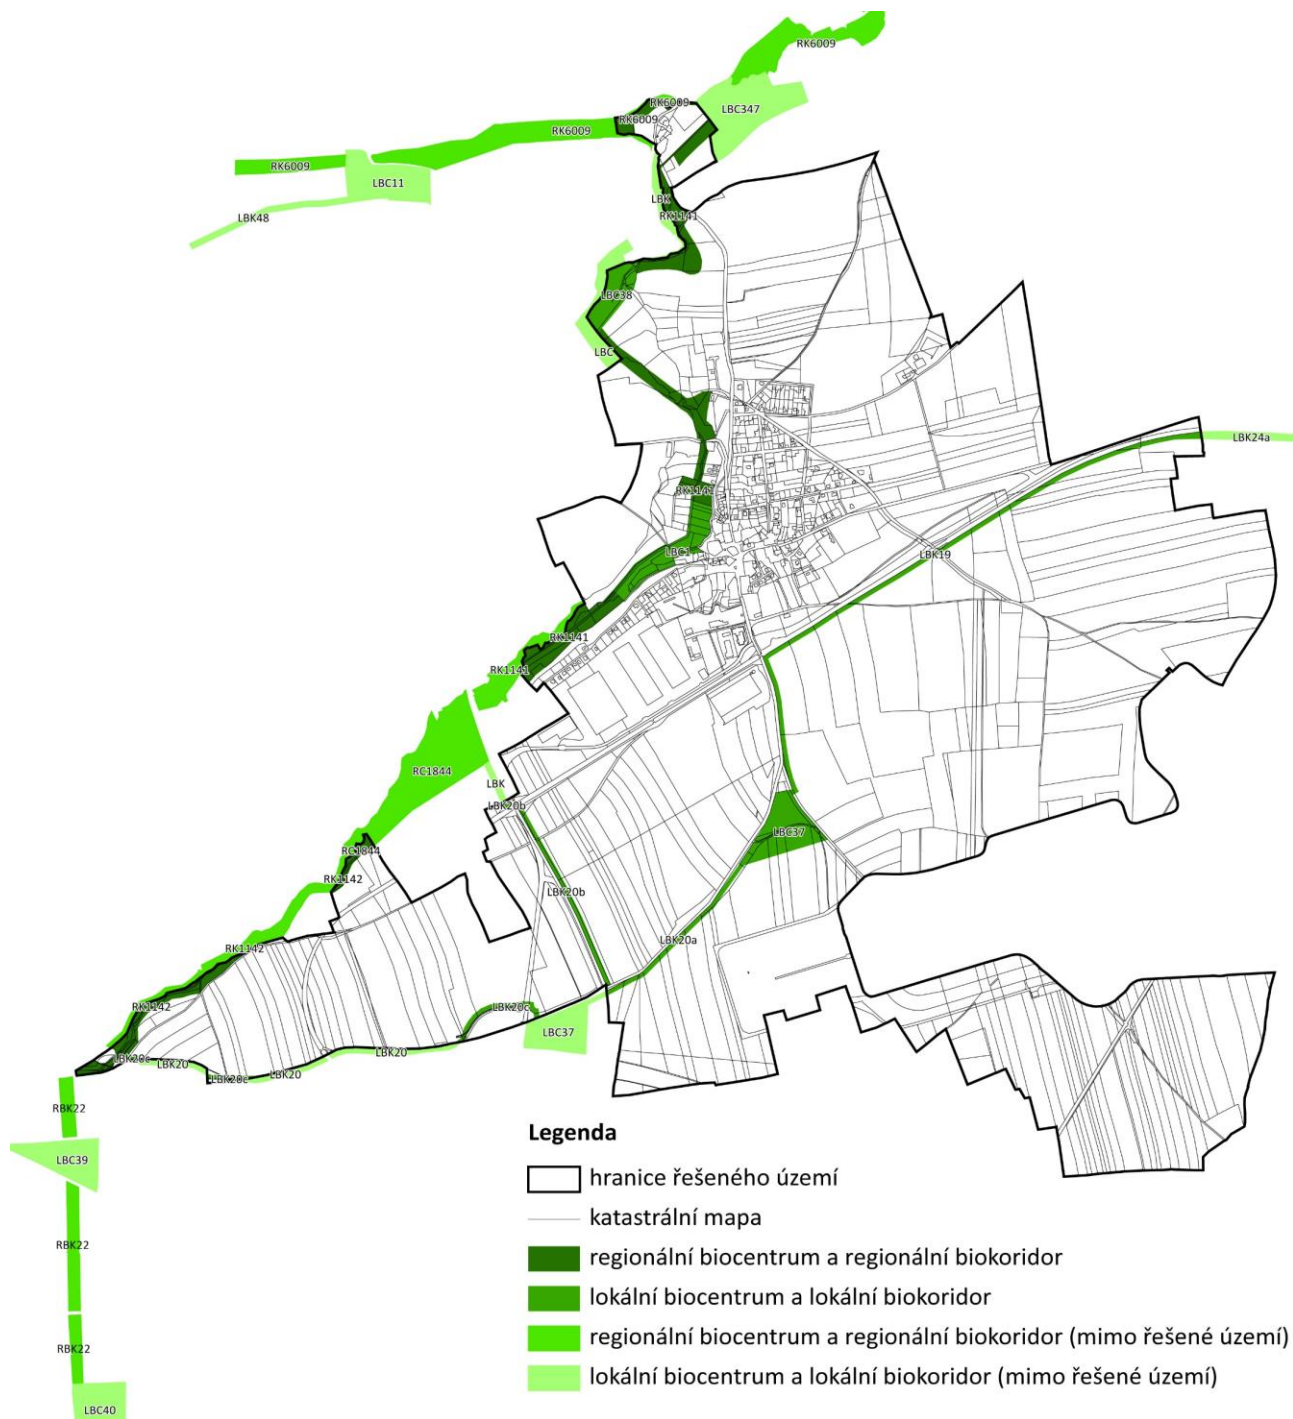 RK6009
RK6009
LBC347
RK6009
RK6009
RK6009
LBC11
LBK
LBK48
RK1141
LBC38
LBC
LBK24a
RK1141
LBC1
LBK19
RK1141
RK1141
RC1844
LBK
LBK20b
LBC37
RC1844
RK1142
LBK20b
LBK20a
RK1142
RK1142
LBK20c
LBC37
LBK20
LBK20c
LBK20
LBK20
LBK20c
RBK22
LBC39
RBK22
RBK22
LBC40
Legenda
hranice řešeného území
katastrální mapa
regionální biocentrum a regionální biokoridor
lokální biocentrum a lokální biokoridor
regionální biocentrum a regionální biokoridor (mimo řešené území)
lokální biocentrum a lokální biokoridor (mimo řešené území)